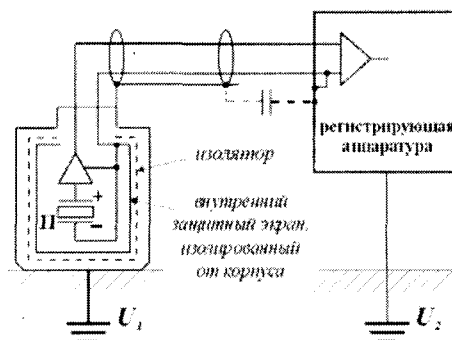 регистрирующая
аппаратура
изолятор
внутренний
защитный экран,
изолированный
от корпуса
+
П
–
U₁
U₂